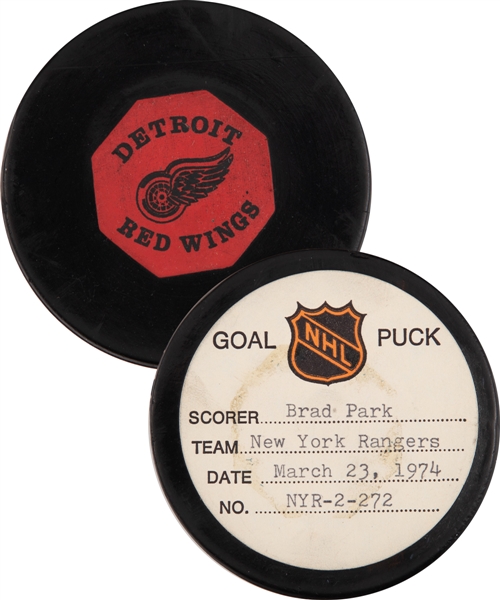 DETROIT
RED WINGS
GOAL NHL PUCK
SCORER Brad Park
TEAM New York Rangers
DATE March 23, 1974
NO. NYR-2-272